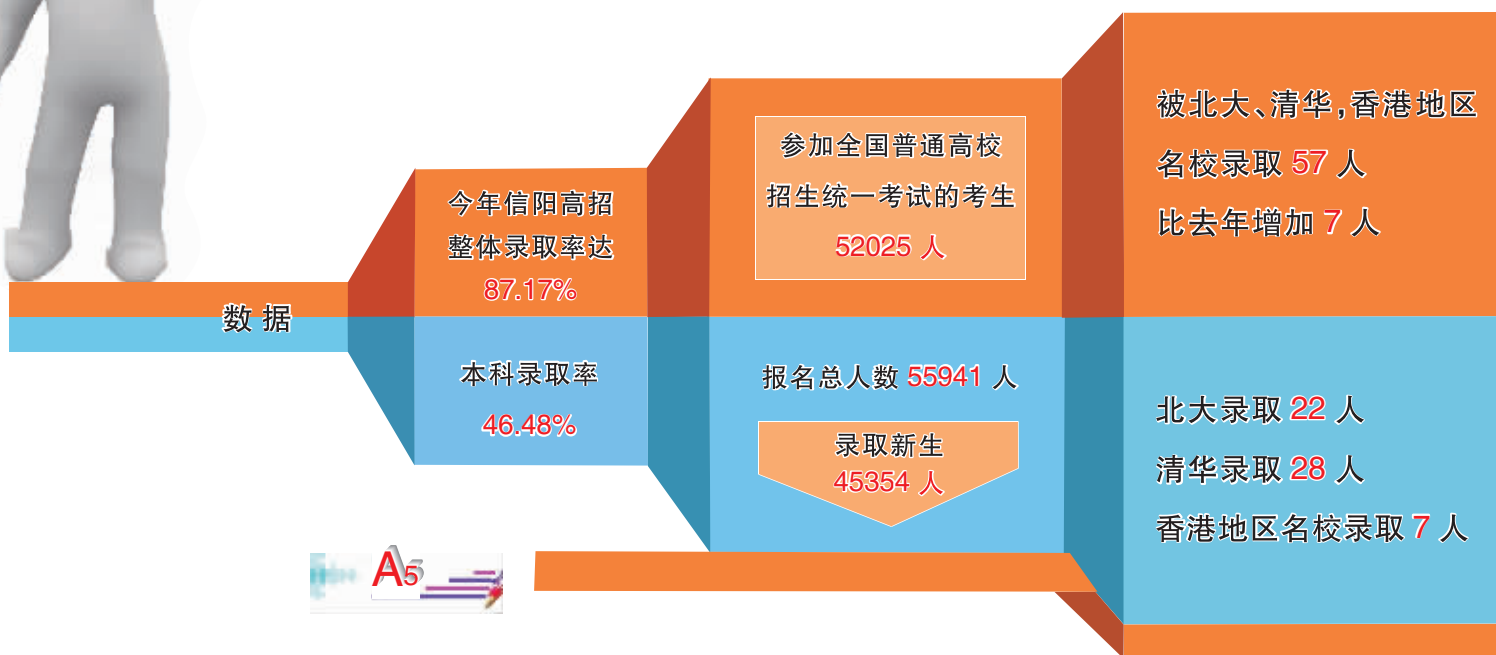 数据
今年信阳高招
整体录取率达
87.17%
本科录取率
46.48%
参加全国普通高校
招生统一考试的考生
52025 人
报名总人数 55941 人
录取新生
45354 人
被北大、清华,香港地区
名校录取 57 人
比去年增加 7 人
北大录取 22 人
清华录取 28 人
香港地区名校录取 7 人
A5